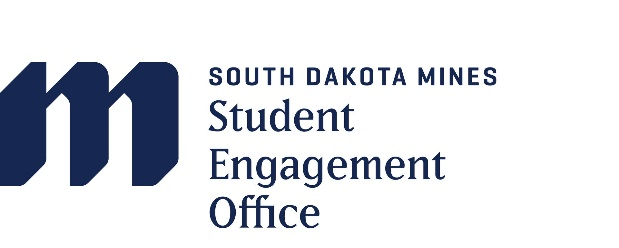 SOUTH DAKOTA MINES
Student
Engagement
Office